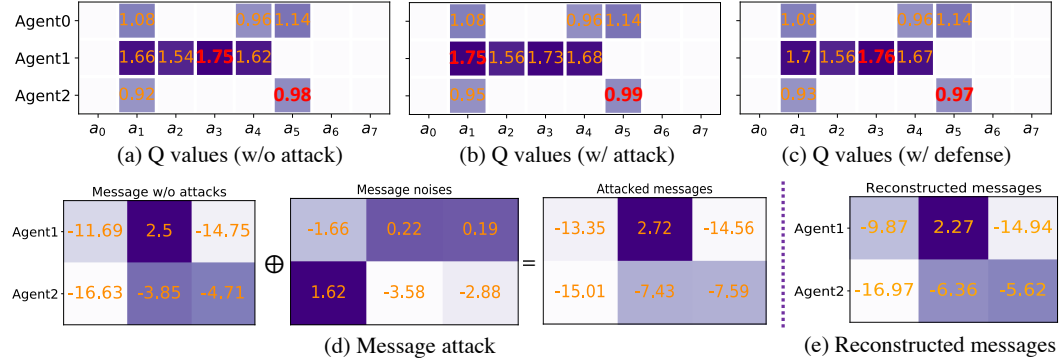 Agent0 1.08 0.96 1.14 1.08 0.96 1.14 1.08 0.96 1.14
Agent1 1.66 1.54 1.75 1.62 1.75 1.56 1.73 1.68 1.7 1.56 1.76 1.67
Agent2 0.92 0.98 0.95 0.99 0.93 0.97
a0 a1 a2 a3 a4 a5 a6 a7 a0 a1 a2 a3 a4 a5 a6 a7 a0 a1 a2 a3 a4 a5 a6 a7
(a) Q values (w/o attack) (b) Q values (w/ attack) (c) Q values (w/ defense)
Message w/o attacks Message noises Attacked messages Reconstructed messages
Agent1 -11.69 2.5 -14.75 -1.66 0.22 0.19 -13.35 2.72 -14.56 Agent1 -9.87 2.27 -14.94
⊕ =
Agent2 -16.63 -3.85 -4.71 1.62 -3.58 -2.88 -15.01 -7.43 -7.59 Agent2 -16.97 -6.36 -5.62
(d) Message attack (e) Reconstructed messages